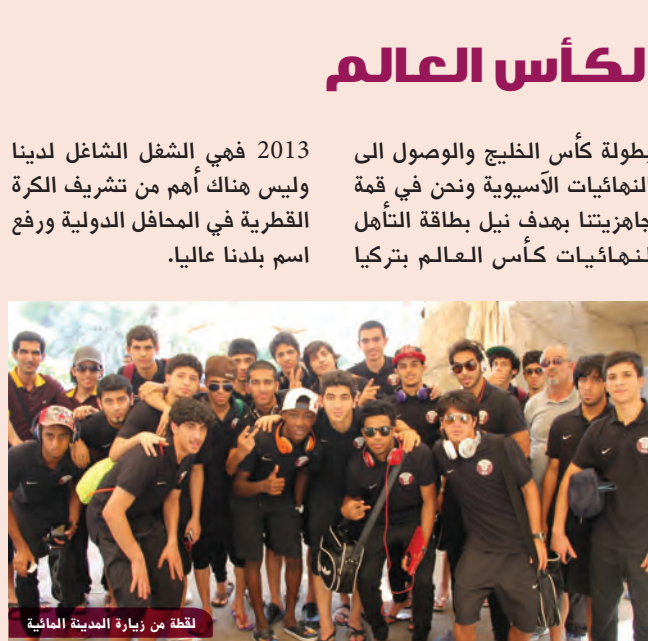 لكأس العالم
بطولة كأس الخليج والوصول الى
النهائيات الآسيوية ونحن في قمة
جاهزيتنا بهدف نيل بطاقة التأهل
لنهائيات كأس العالم بتركيا
2013 فهي الشغل الشاغل لدينا
وليس هناك أهم من تشريف الكرة
القطرية في المحافل الدولية ورفع
اسم بلدنا عاليا.
لقطة من زيارة المدينة المائية